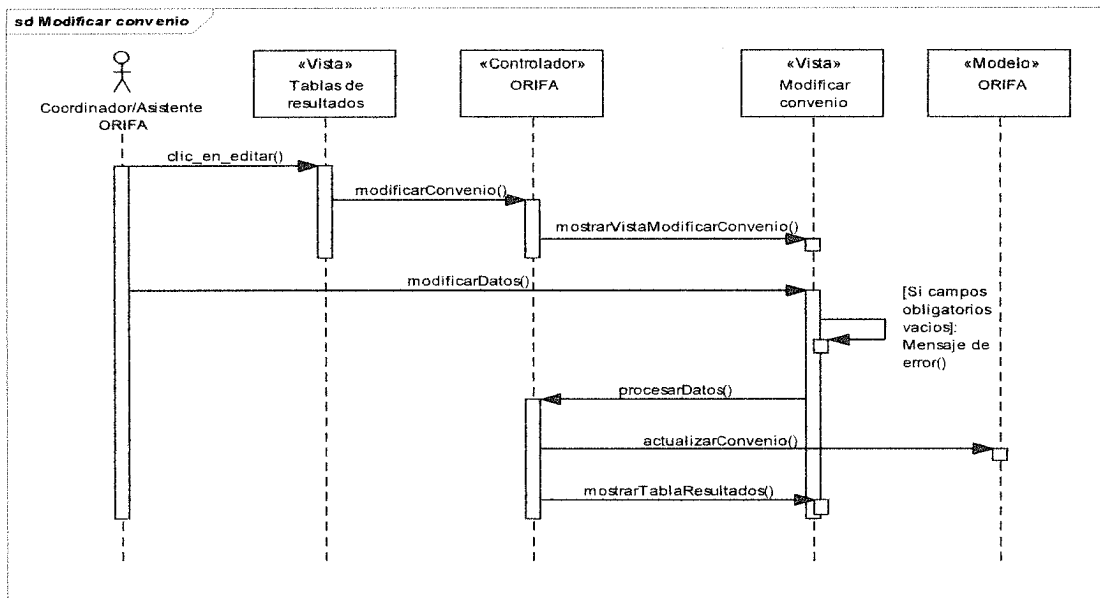 sd Modificar convenio
Coordinador/Asistente
ORIFA
«Vista»
Tablas de
resultados
«Controlador»
ORIFA
«Vista»
Modificar
convenio
«Modelo»
ORIFA
clic_en_editar()
modificarConvenio()
mostrarVistaModificarConvenio()
modificarDatos()
[Si campos
obligatorios
vacios]:
Mensaje de
error()
procesarDatos()
actualizarConvenio()
mostrarTablaResultados()